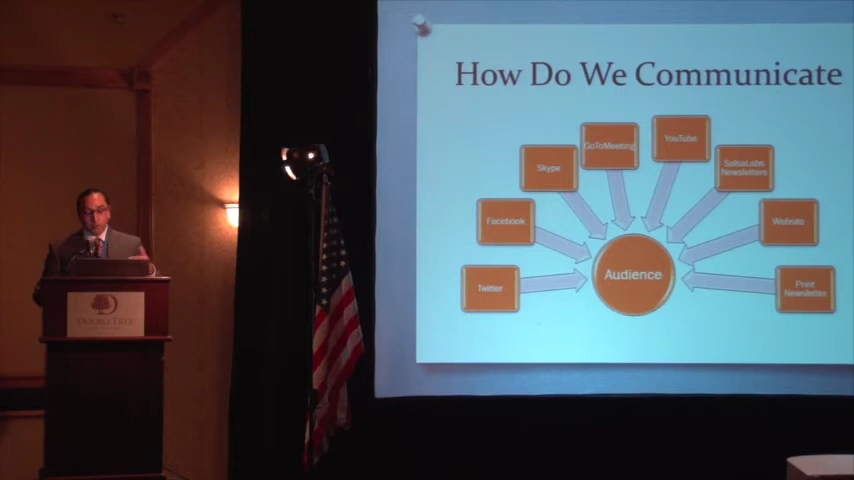 How Do We Communicate
YouTube
GoToMeeting
Skype
SalsaLabs
Newsletters
Facebook
Website
Audience
Twitter
Print
Newsletter
DOUBLETREE